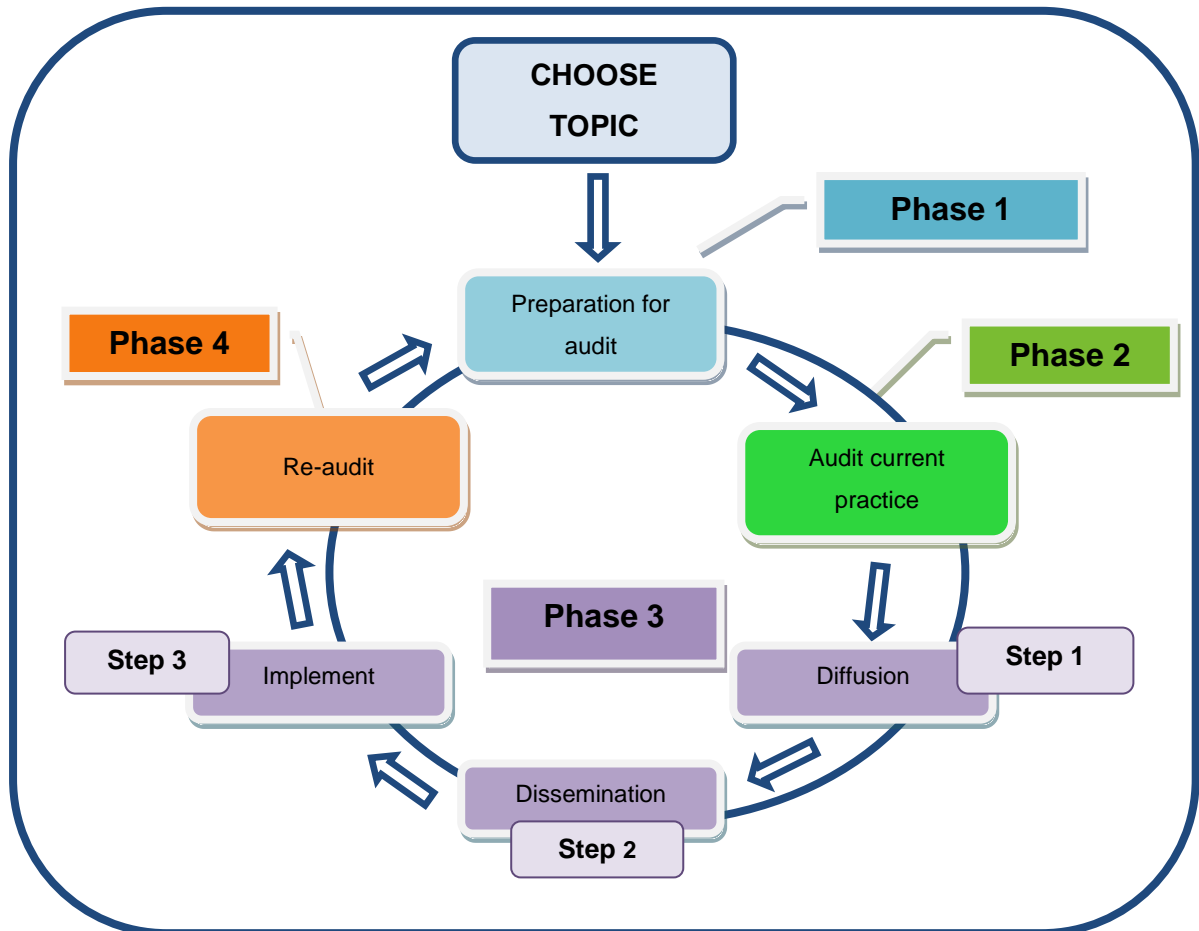 CHOOSE
TOPIC
Phase 1
Preparation for
audit
Phase 4
Phase 2
Re-audit
Audit current
practice
Phase 3
Step 3
Implement
Diffusion
Step 1
Dissemination
Step 2